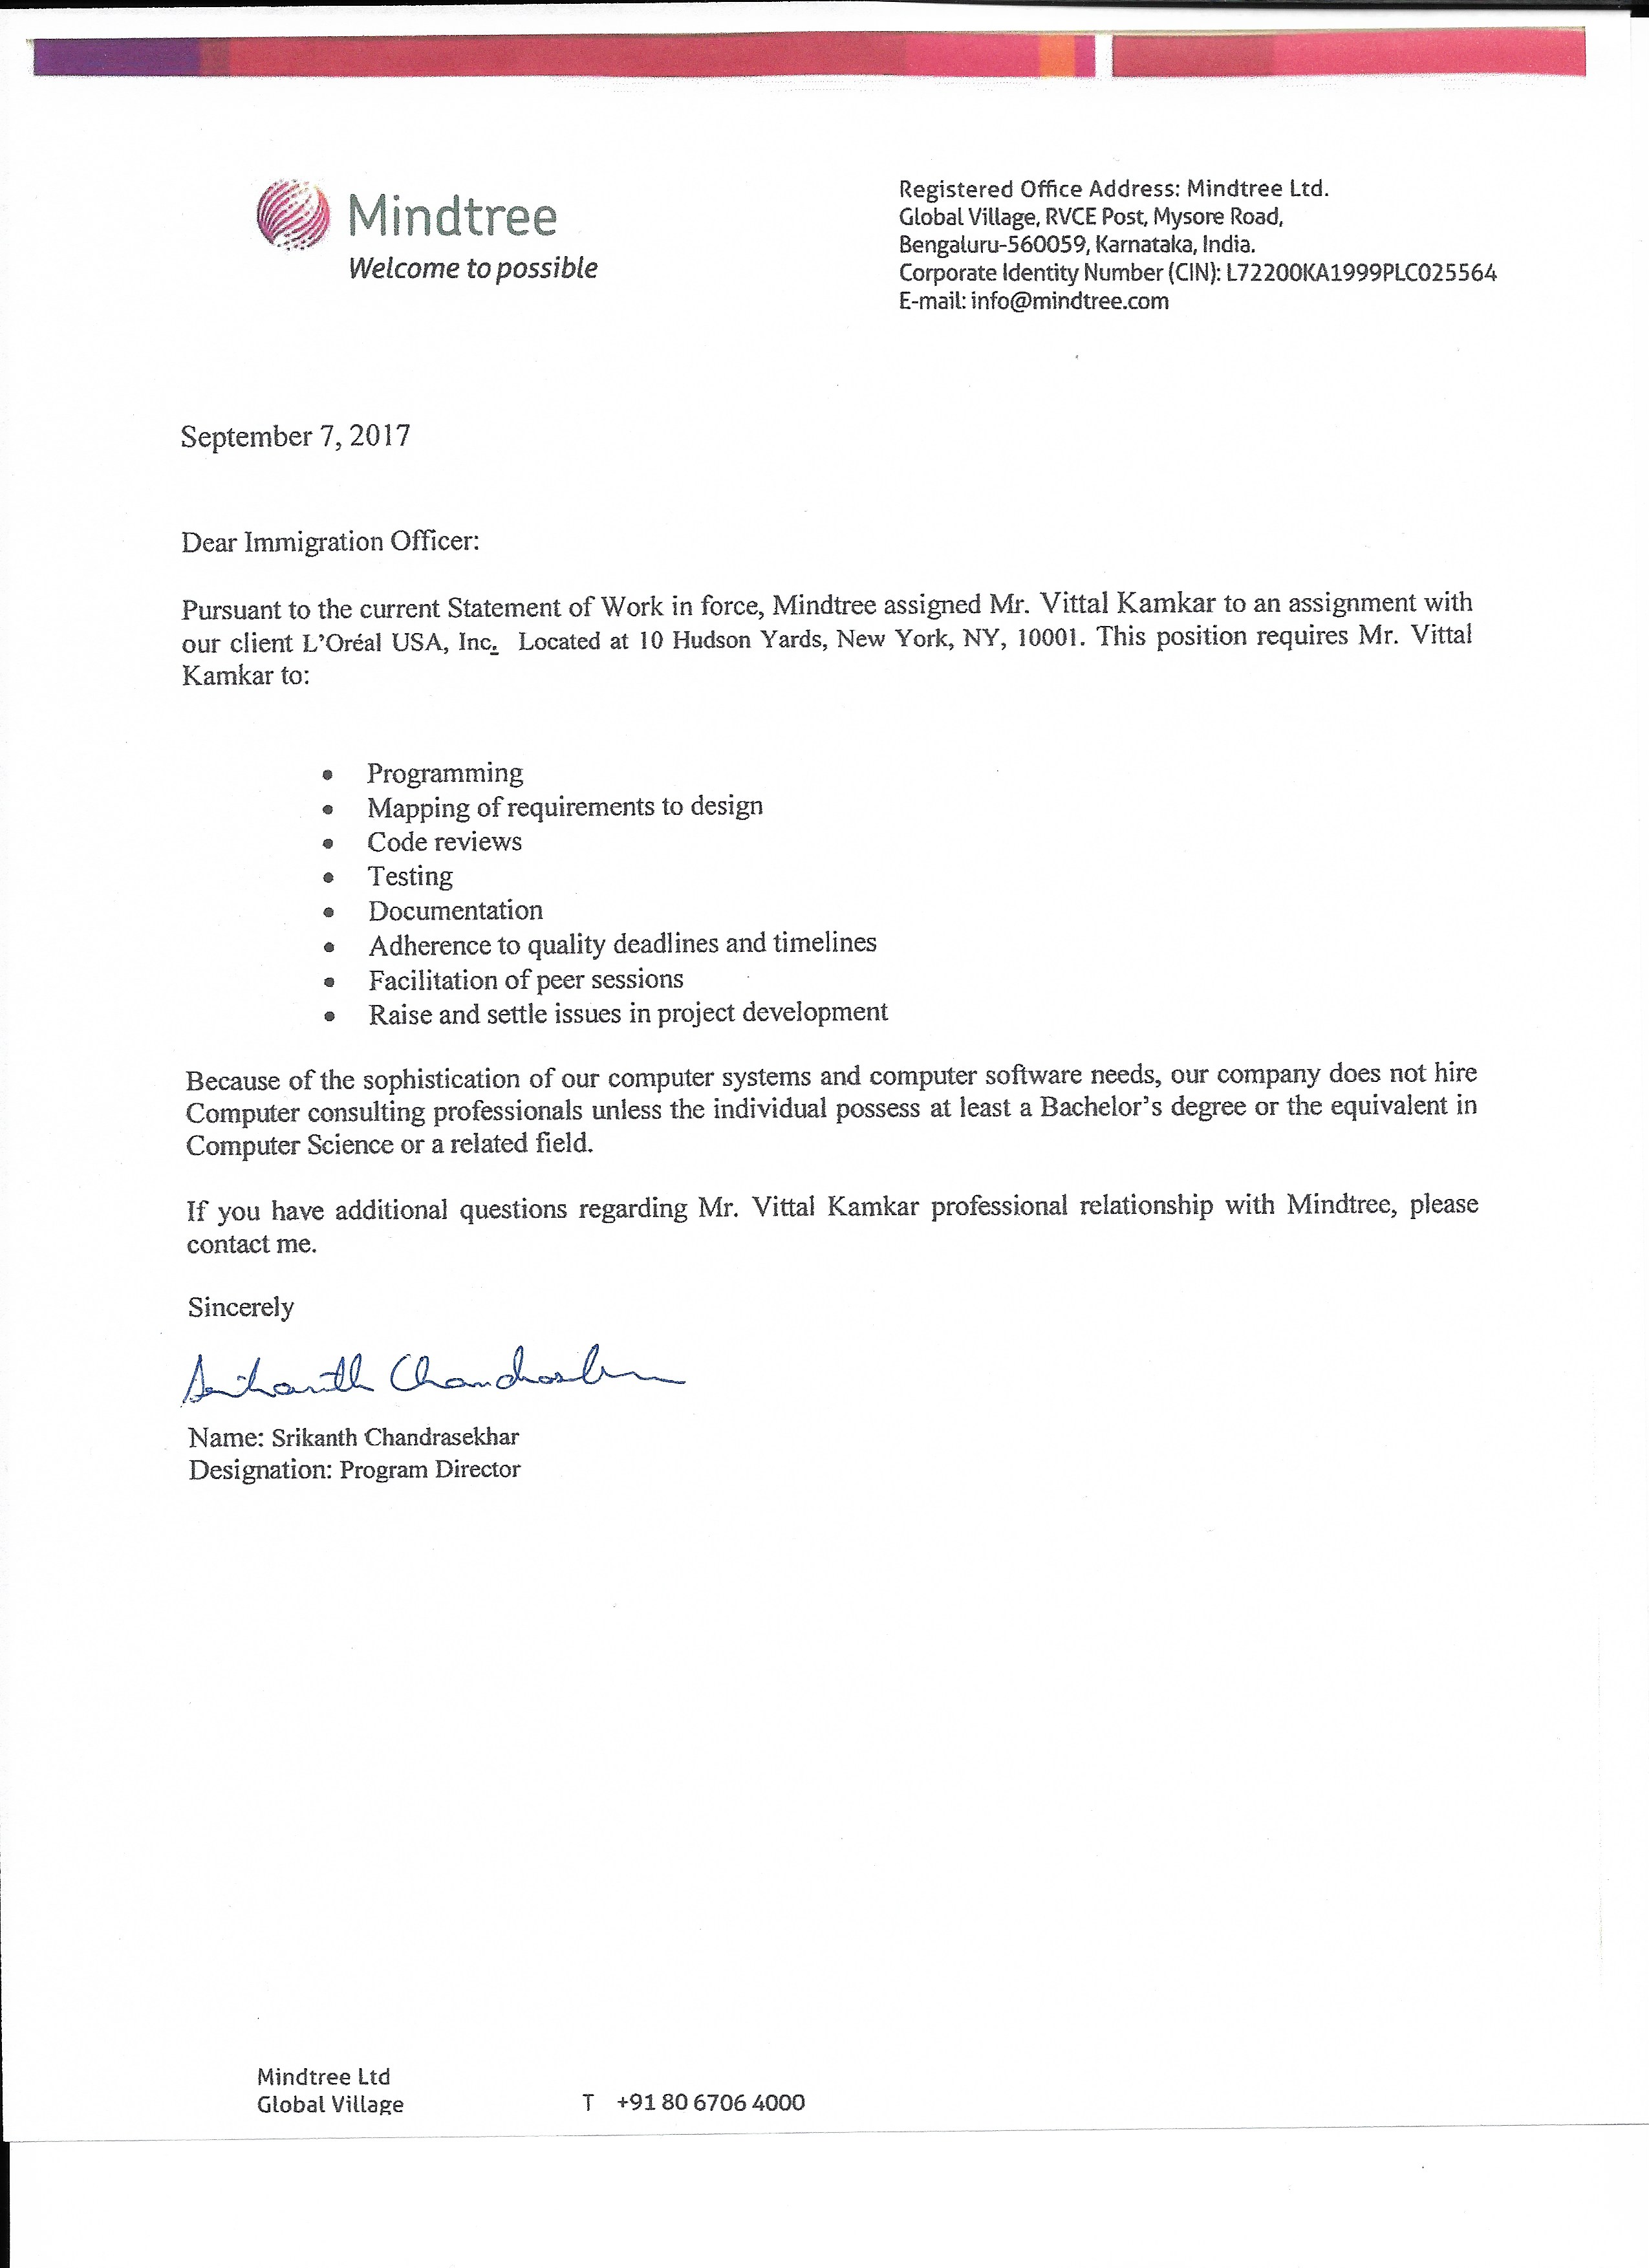 Mindtree
Welcome to possible
Registered Office Address: Mindtree Ltd.
Global Village, RVCE Post, Mysore Road,
Bengaluru-560059, Karnataka, India.
Corporate Identity Number (CIN): L72200KA1999PLC025564
E-mail: info@mindtree.com
September 7, 2017
Dear Immigration Officer:
Pursuant to the current Statement of Work in force, Mindtree assigned Mr. Vittal Kamkar to an assignment with
our client L'Oréal USA, Inc. Located at 10 Hudson Yards, New York, NY, 10001. This position requires Mr. Vittal
Kamkar to:
• Programming
• Mapping of requirements to design
• Code reviews
• Testing
• Documentation
• Adherence to quality deadlines and timelines
• Facilitation of peer sessions
• Raise and settle issues in project development
Because of the sophistication of our computer systems and computer software needs, our company does not hire
Computer consulting professionals unless the individual possess at least a Bachelor's degree or the equivalent in
Computer Science or a related field.
If you have additional questions regarding Mr. Vittal Kamkar professional relationship with Mindtree, please
contact me.
Sincerely
Srikanth Chandrasekhar
Name: Srikanth Chandrasekhar
Designation: Program Director
Mindtree Ltd
Global Village
T +91 80 6706 4000